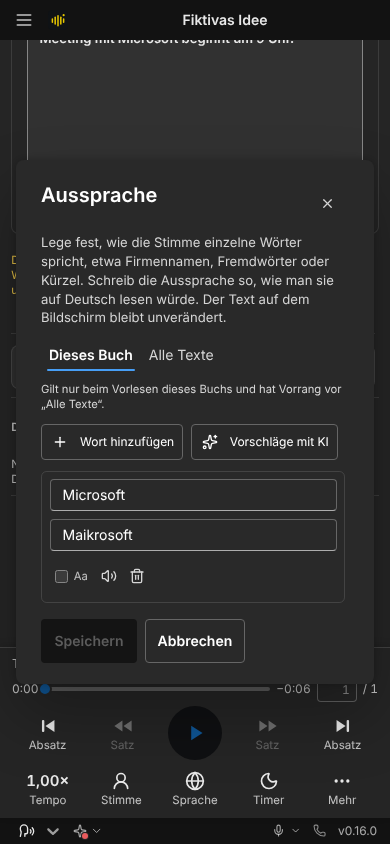 Fiktivas Idee
Meeting mit Microsoft beginnt um 9 Uhr.
Aussprache
Lege fest, wie die Stimme einzelne Wörter
spricht, etwa Firmennamen, Fremdwörter oder
Kürzel. Schreib die Aussprache so, wie man sie
auf Deutsch lesen würde. Der Text auf dem
Bildschirm bleibt unverändert.
Dieses Buch Alle Texte
Gilt nur beim Vorlesen dieses Buchs und hat Vorrang vor
„Alle Texte“.
Wort hinzufügen Vorschläge mit KI
Microsoft
Maikrosoft
Aa
Speichern Abbrechen
0:00 −0:06 1 / 1
Absatz Satz Satz Absatz
1,00×
Tempo Stimme Sprache Timer Mehr
v0.16.0